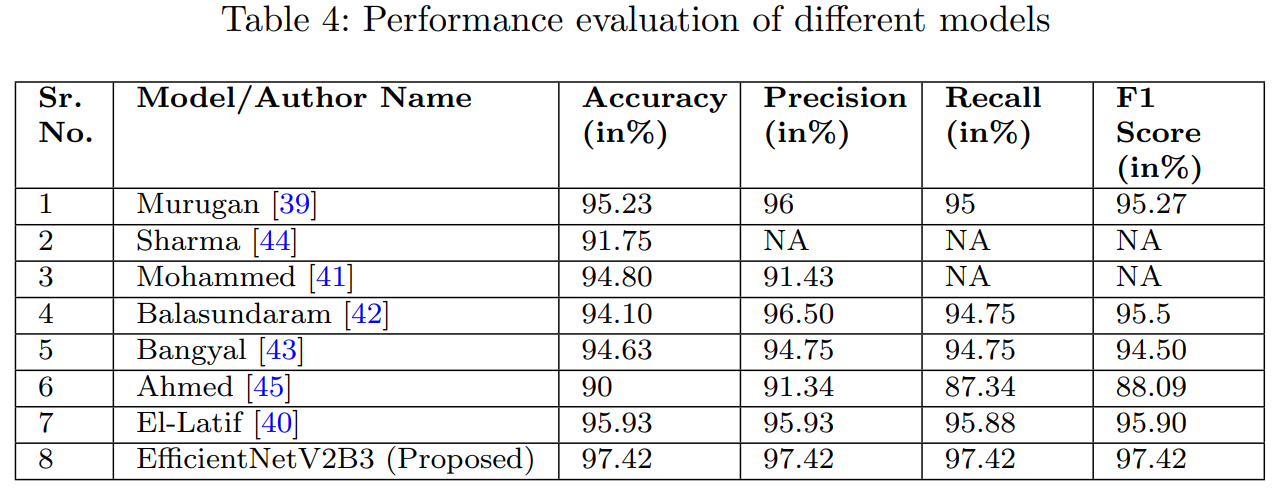 Table 4: Performance evaluation of different models
Sr. No. Model/Author Name Accuracy (in%) Precision (in%) Recall (in%) F1 Score (in%)
1 Murugan [39] 95.23 96 95 95.27
2 Sharma [44] 91.75 NA NA NA
3 Mohammed [41] 94.80 91.43 NA NA
4 Balasundaram [42] 94.10 96.50 94.75 95.5
5 Bangyal [43] 94.63 94.75 94.75 94.50
6 Ahmed [45] 90 91.34 87.34 88.09
7 El-Latif [40] 95.93 95.93 95.88 95.90
8 EfficientNetV2B3 (Proposed) 97.42 97.42 97.42 97.42